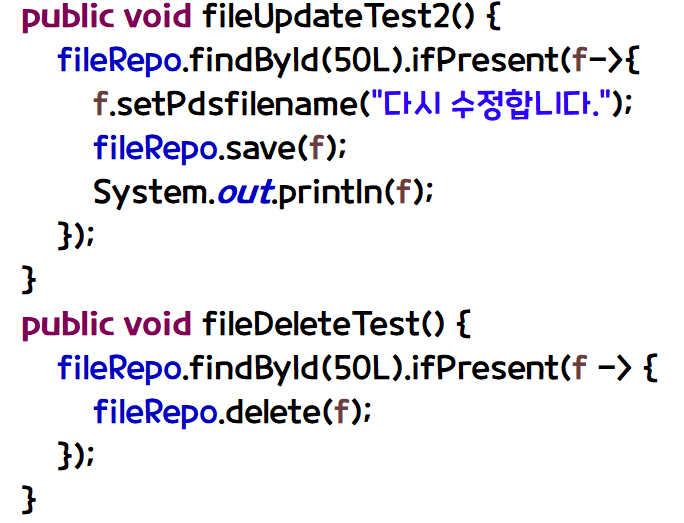 public void fileUpdateTest2() {
fileRepo.findById(50L).ifPresent(f->{
f.setPdsfilename("다시 수정합니다.");
fileRepo.save(f);
System.out.println(f);
});
}
public void fileDeleteTest() {
fileRepo.findById(50L).ifPresent(f -> {
fileRepo.delete(f);
});
}